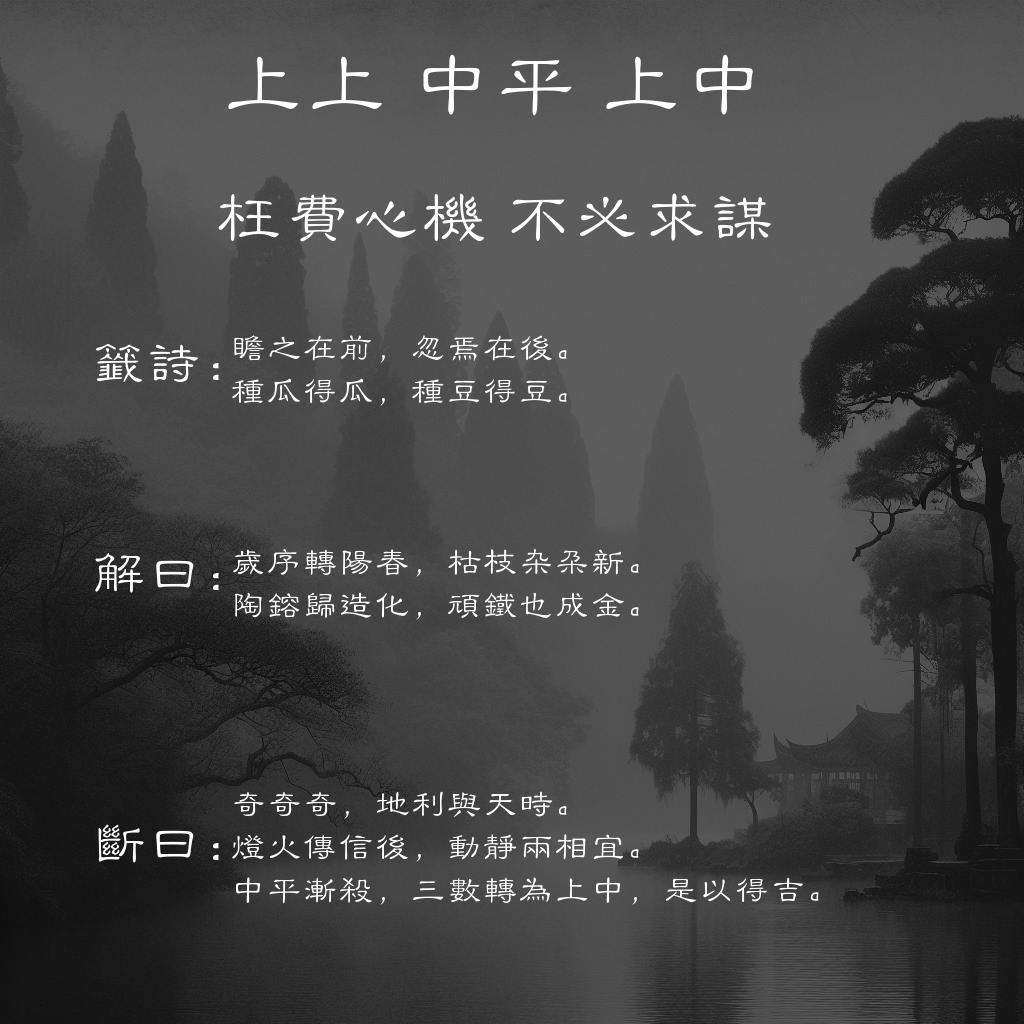 上上 中平 上中
枉費心機 不必求謀
籤詩：
瞻之在前，忽焉在後。
種瓜得瓜，種豆得豆。
解曰：
歲序轉陽春，枯枝朵朵新。
陶鎔歸造化，頑鐵也成金。
斷曰：
奇奇奇，地利與天時。
燈火傳信後，動靜兩相宜。
中平漸殺，三數轉為上中，是以得吉。